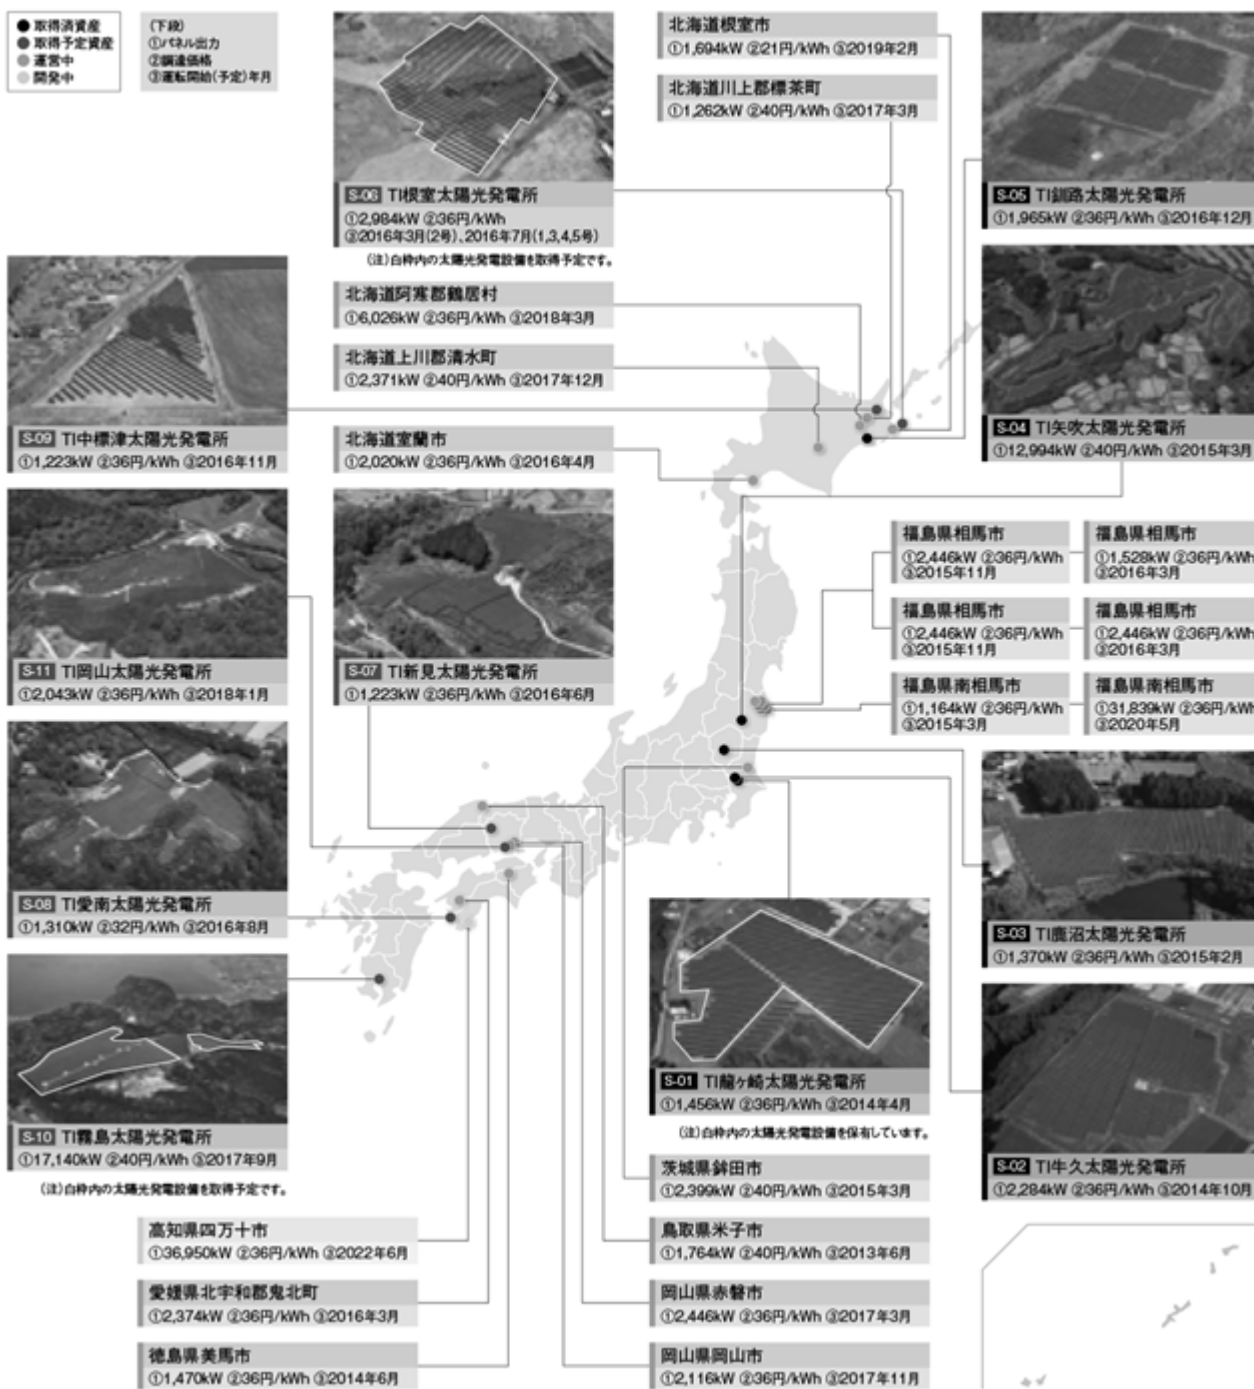 ● 取得済資産
● 取得予定資産
● 運営中
● 開発中
(下段)
①パネル出力
②調達価格
③運転開始(予定)年月
S-06 TI根室太陽光発電所
①2,984kW ②36円/kWh
③2016年3月(2号)、2016年7月(1,3,4,5号)
(注)白枠内の太陽光発電設備を取得予定です。
北海道根室市
①1,694kW ②21円/kWh ③2019年2月
北海道川上郡標茶町
①1,262kW ②40円/kWh ③2017年3月
S-05 TI釧路太陽光発電所
①1,965kW ②36円/kWh ③2016年12月
北海道阿寒郡鶴居村
①6,026kW ②36円/kWh ③2018年3月
北海道上川郡清水町
①2,371kW ②40円/kWh ③2017年12月
S-09 TI中標津太陽光発電所
①1,223kW ②36円/kWh ③2016年11月
北海道室蘭市
①2,020kW ②36円/kWh ③2016年4月
S-04 TI矢吹太陽光発電所
①12,994kW ②40円/kWh ③2015年3月
福島県相馬市
①2,446kW ②36円/kWh
③2015年11月
福島県相馬市
①1,528kW ②36円/kWh
③2016年3月
福島県相馬市
①2,446kW ②36円/kWh
③2015年11月
福島県相馬市
①2,446kW ②36円/kWh
③2016年3月
福島県南相馬市
①1,164kW ②36円/kWh
③2015年3月
福島県南相馬市
①31,839kW ②36円/kWh
③2020年5月
S-11 TI岡山太陽光発電所
①2,043kW ②36円/kWh ③2018年1月
S-07 TI新見太陽光発電所
①1,223kW ②36円/kWh ③2016年6月
S-08 TI愛南太陽光発電所
①1,310kW ②32円/kWh ③2016年8月
S-03 TI鹿沼太陽光発電所
①1,370kW ②36円/kWh ③2015年2月
S-10 TI霧島太陽光発電所
①17,140kW ②40円/kWh ③2017年9月
(注)白枠内の太陽光発電設備を取得予定です。
S-01 TI龍ヶ崎太陽光発電所
①1,456kW ②36円/kWh ③2014年4月
(注)白枠内の太陽光発電設備を保有しています。
S-02 TI牛久太陽光発電所
①2,284kW ②36円/kWh ③2014年10月
茨城県鉾田市
①2,399kW ②40円/kWh ③2015年3月
高知県四万十市
①36,950kW ②36円/kWh ③2022年6月
鳥取県米子市
①1,764kW ②40円/kWh ③2013年6月
愛媛県北宇和郡鬼北町
①2,374kW ②36円/kWh ③2016年3月
岡山県赤磐市
①2,446kW ②36円/kWh ③2017年3月
徳島県美馬市
①1,470kW ②36円/kWh ③2014年6月
岡山県岡山市
①2,116kW ②36円/kWh ③2017年11月